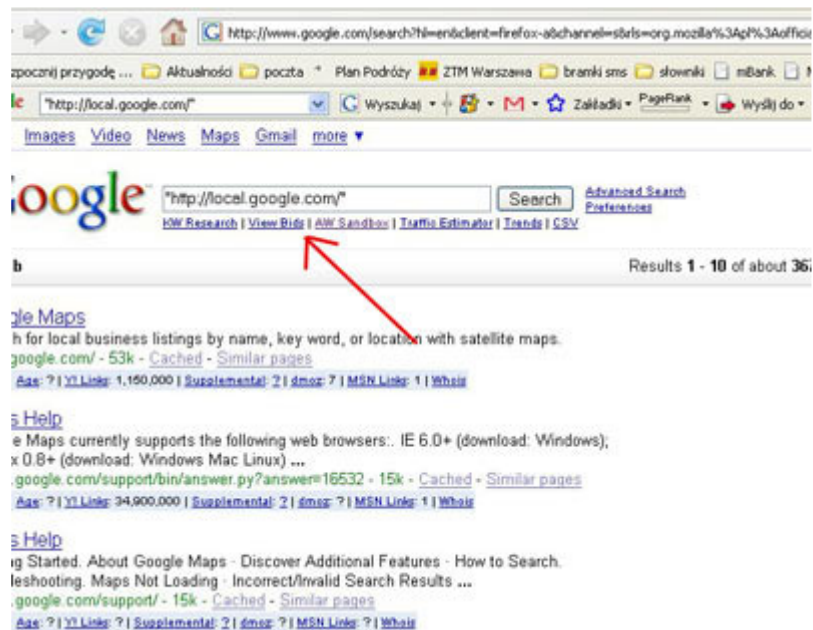 http://www.google.com/search?hl=en&client=firefox-a&channel=s&rls=org.mozilla%3Apl%3Aofficia
zpocznij przygodę ... Aktualności poczta * Plan Podróży ZTM Warszawa bramki sms słowniki mBank
"http://local.google.com/" Wyszukaj Zakładki PageRank Wyślij do
Images Video News Maps Gmail more ▼
oogle "http://local.google.com/" Search Advanced Search
Preferences
KW Research | View Bids | AW Sandbox | Traffic Estimator | Trends | CSV
b Results 1 - 10 of about 367
gle Maps
h for local business listings by name, key word, or location with satellite maps.
google.com/ - 53k - Cached - Similar pages
Age: ? | Y! Links: 1,150,000 | Supplemental: ? | dmoz: 7 | MSN Links: 1 | Whois
s Help
e Maps currently supports the following web browsers:. IE 6.0+ (download: Windows);
x 0.8+ (download: Windows Mac Linux) ...
.google.com/support/bin/answer.py?answer=16532 - 15k - Cached - Similar pages
Age: ? | Y! Links: 34,900,000 | Supplemental: ? | dmoz: ? | MSN Links: 1 | Whois
s Help
ng Started. About Google Maps · Discover Additional Features · How to Search.
leshooting. Maps Not Loading · Incorrect/Invalid Search Results ...
.google.com/support/ - 15k - Cached - Similar pages
Age: ? | Y! Links: ? | Supplemental: ? | dmoz: ? | MSN Links: ? | Whois